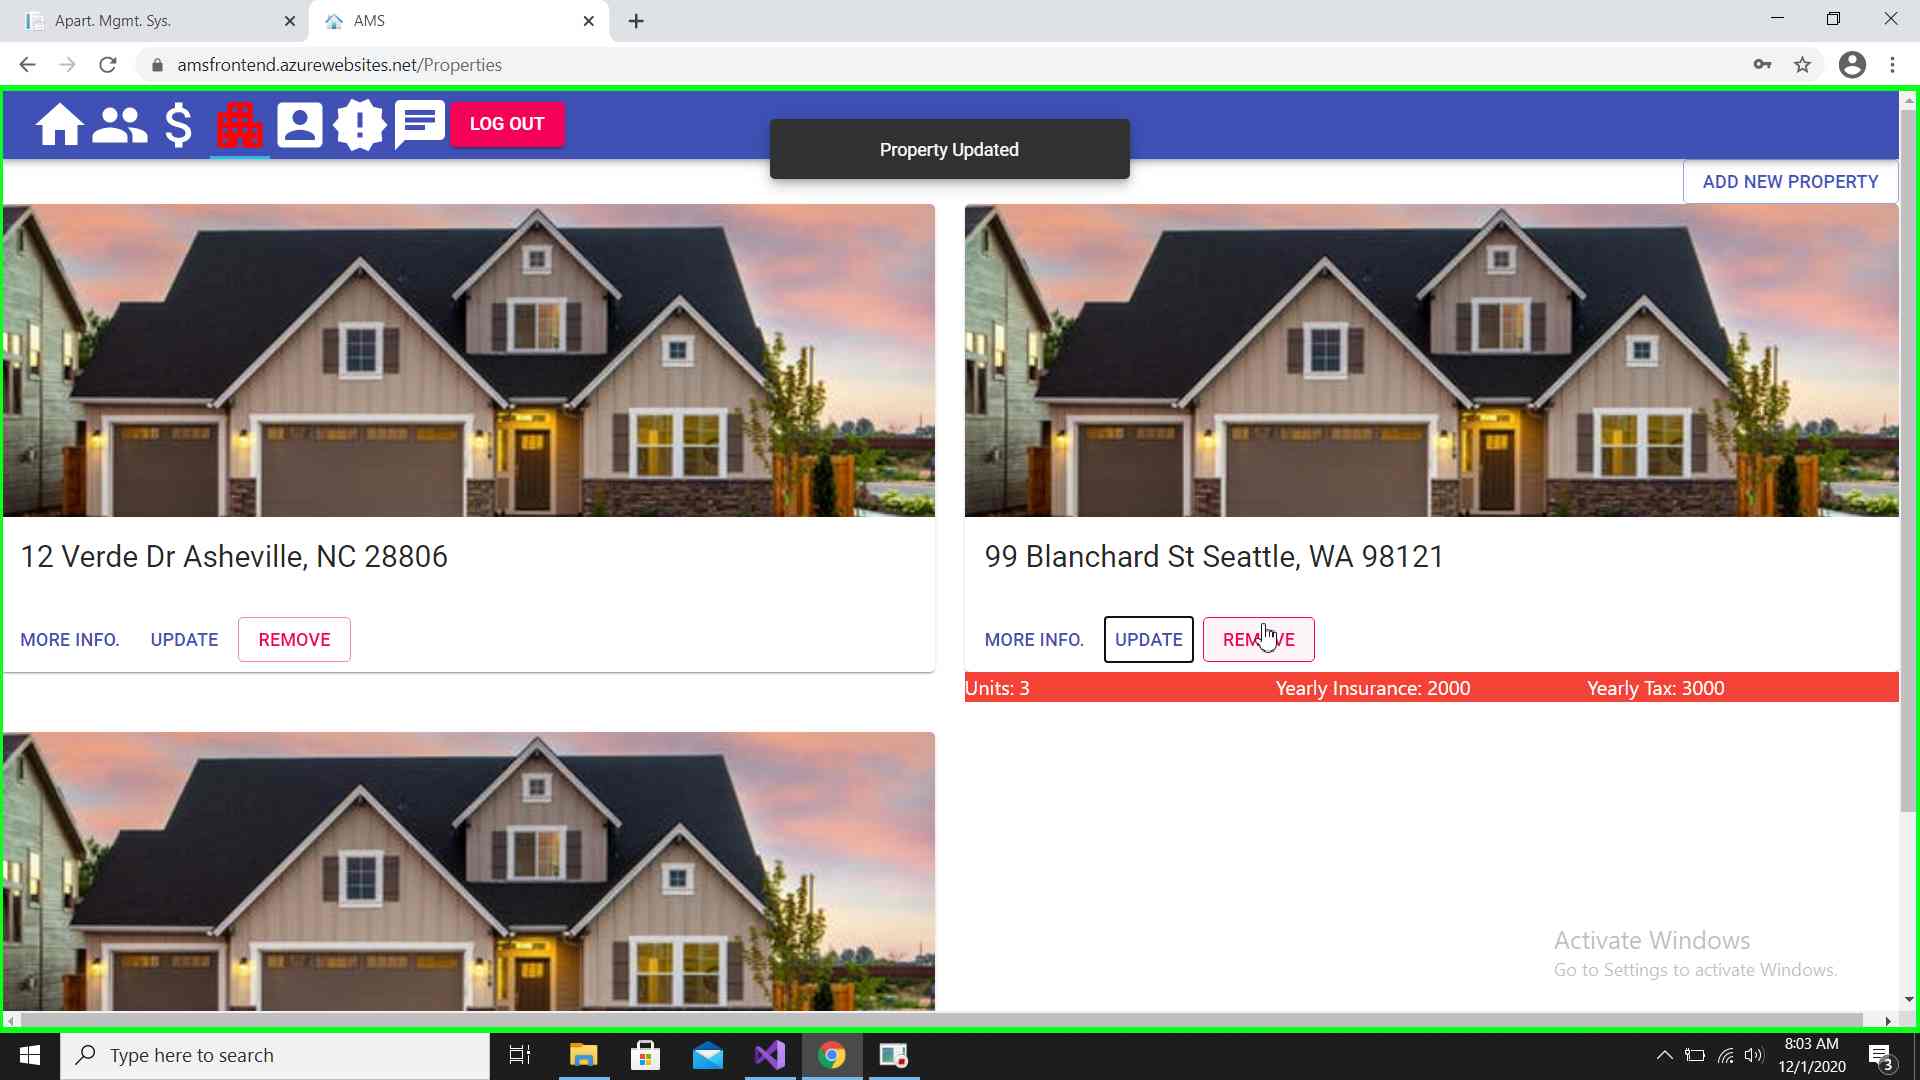 Apart. Mgmt. Sys.
AMS
amsfrontend.azurewebsites.net/Properties
LOG OUT
Property Updated
ADD NEW PROPERTY
12 Verde Dr Asheville, NC 28806
MORE INFO.
UPDATE
REMOVE
99 Blanchard St Seattle, WA 98121
MORE INFO.
UPDATE
REMOVE
Units: 3
Yearly Insurance: 2000
Yearly Tax: 3000
Activate Windows
Go to Settings to activate Windows.
Type here to search
8:03 AM
12/1/2020
3